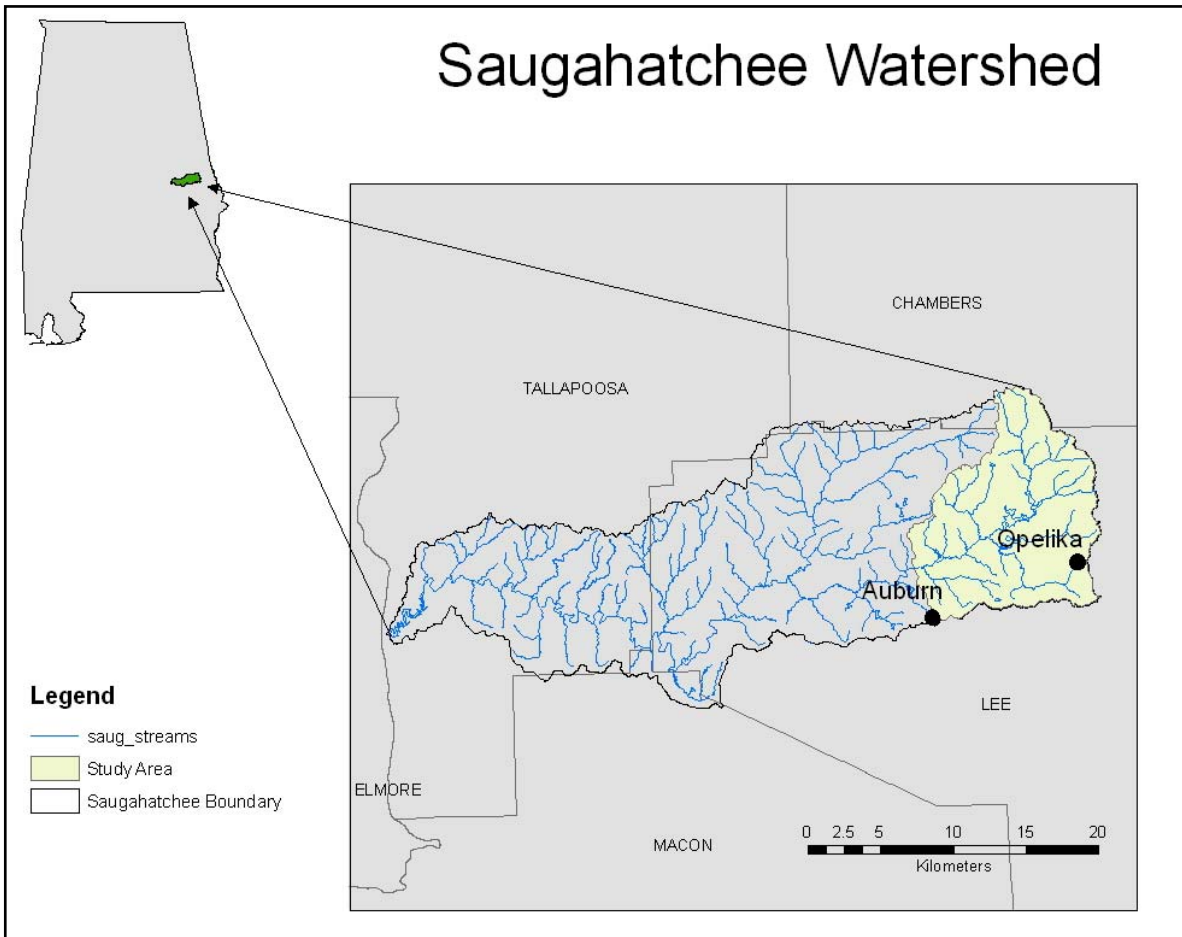 Saugahatchee Watershed
CHAMBERS
TALLAPOOSA
Opelika
Auburn
Legend
saug_streams
Study Area
Saugahatchee Boundary
LEE
ELMORE
MACON
0 2.5 5 10 15 20
Kilometers